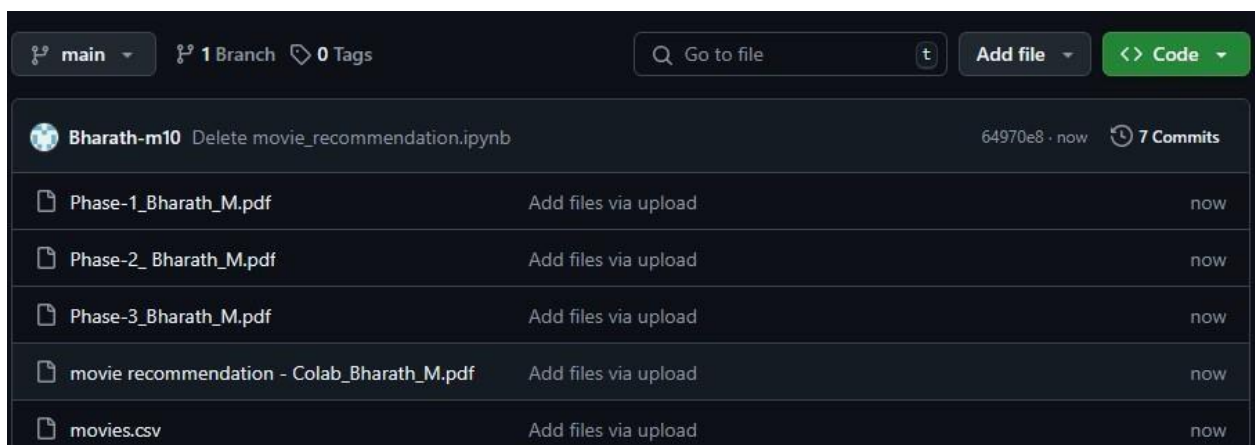 main 1 Branch 0 Tags Go to file t Add file <> Code
Bharath-m10 Delete movie_recommendation.ipynb 64970e8 · now 7 Commits
Phase-1_Bharath_M.pdf Add files via upload now
Phase-2_ Bharath_M.pdf Add files via upload now
Phase-3_Bharath_M.pdf Add files via upload now
movie recommendation - Colab_Bharath_M.pdf Add files via upload now
movies.csv Add files via upload now